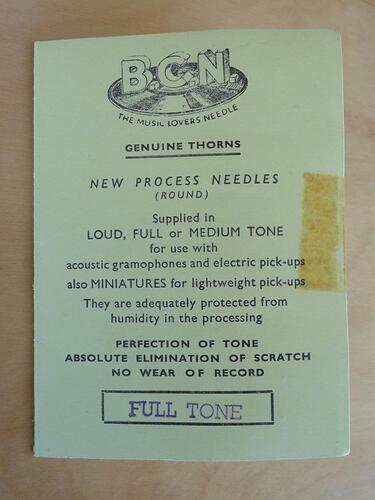 B.C.N.
THE MUSIC LOVERS NEEDLE
GENUINE THORNS
NEW PROCESS NEEDLES
(ROUND)
Supplied in
LOUD, FULL or MEDIUM TONE
for use with
acoustic gramophones and electric pick-ups
also MINIATURES for lightweight pick-ups
They are adequately protected from
humidity in the processing
PERFECTION OF TONE
ABSOLUTE ELIMINATION OF SCRATCH
NO WEAR OF RECORD
FULL TONE